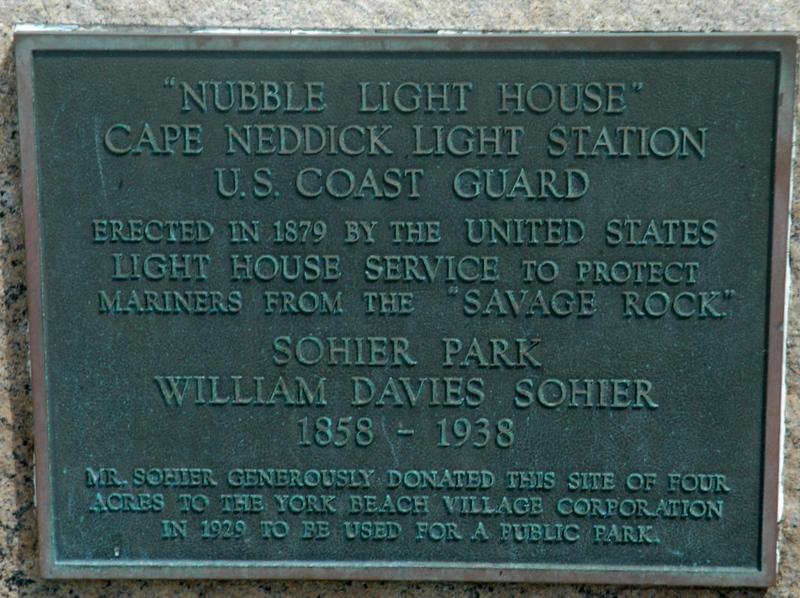 "NUBBLE LIGHT HOUSE"
CAPE NEDDICK LIGHT STATION
U.S. COAST GUARD
ERECTED IN 1879 BY THE UNITED STATES
LIGHT HOUSE SERVICE TO PROTECT
MARINERS FROM THE "SAVAGE ROCK."
SOHIER PARK
WILLIAM DAVIES SOHIER
1858 - 1938
MR. SOHIER GENEROUSLY DONATED THIS SITE OF FOUR
ACRES TO THE YORK BEACH VILLAGE CORPORATION
IN 1929 TO BE USED FOR A PUBLIC PARK.